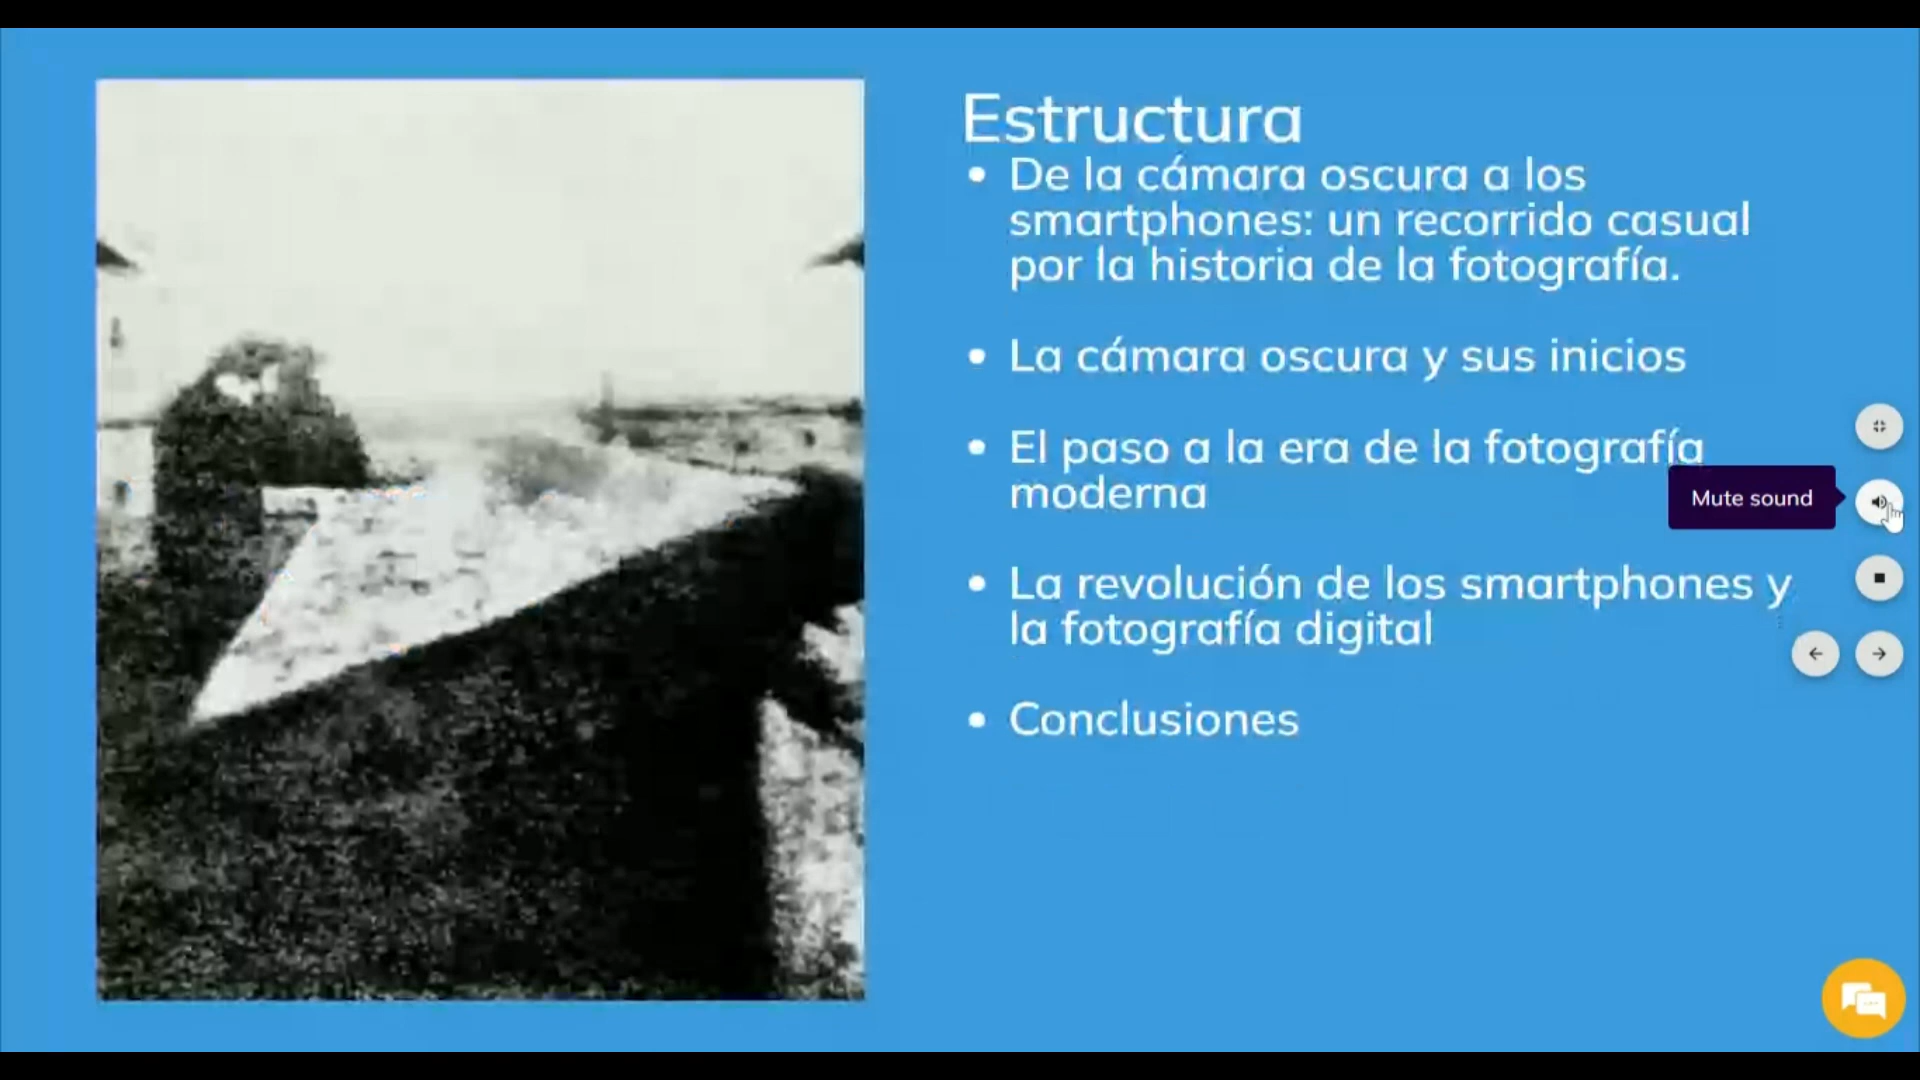 Estructura
• De la cámara oscura a los
smartphones: un recorrido casual
por la historia de la fotografía.
• La cámara oscura y sus inicios
• El paso a la era de la fotografía
moderna
Mute sound
• La revolución de los smartphones y
la fotografía digital
• Conclusiones